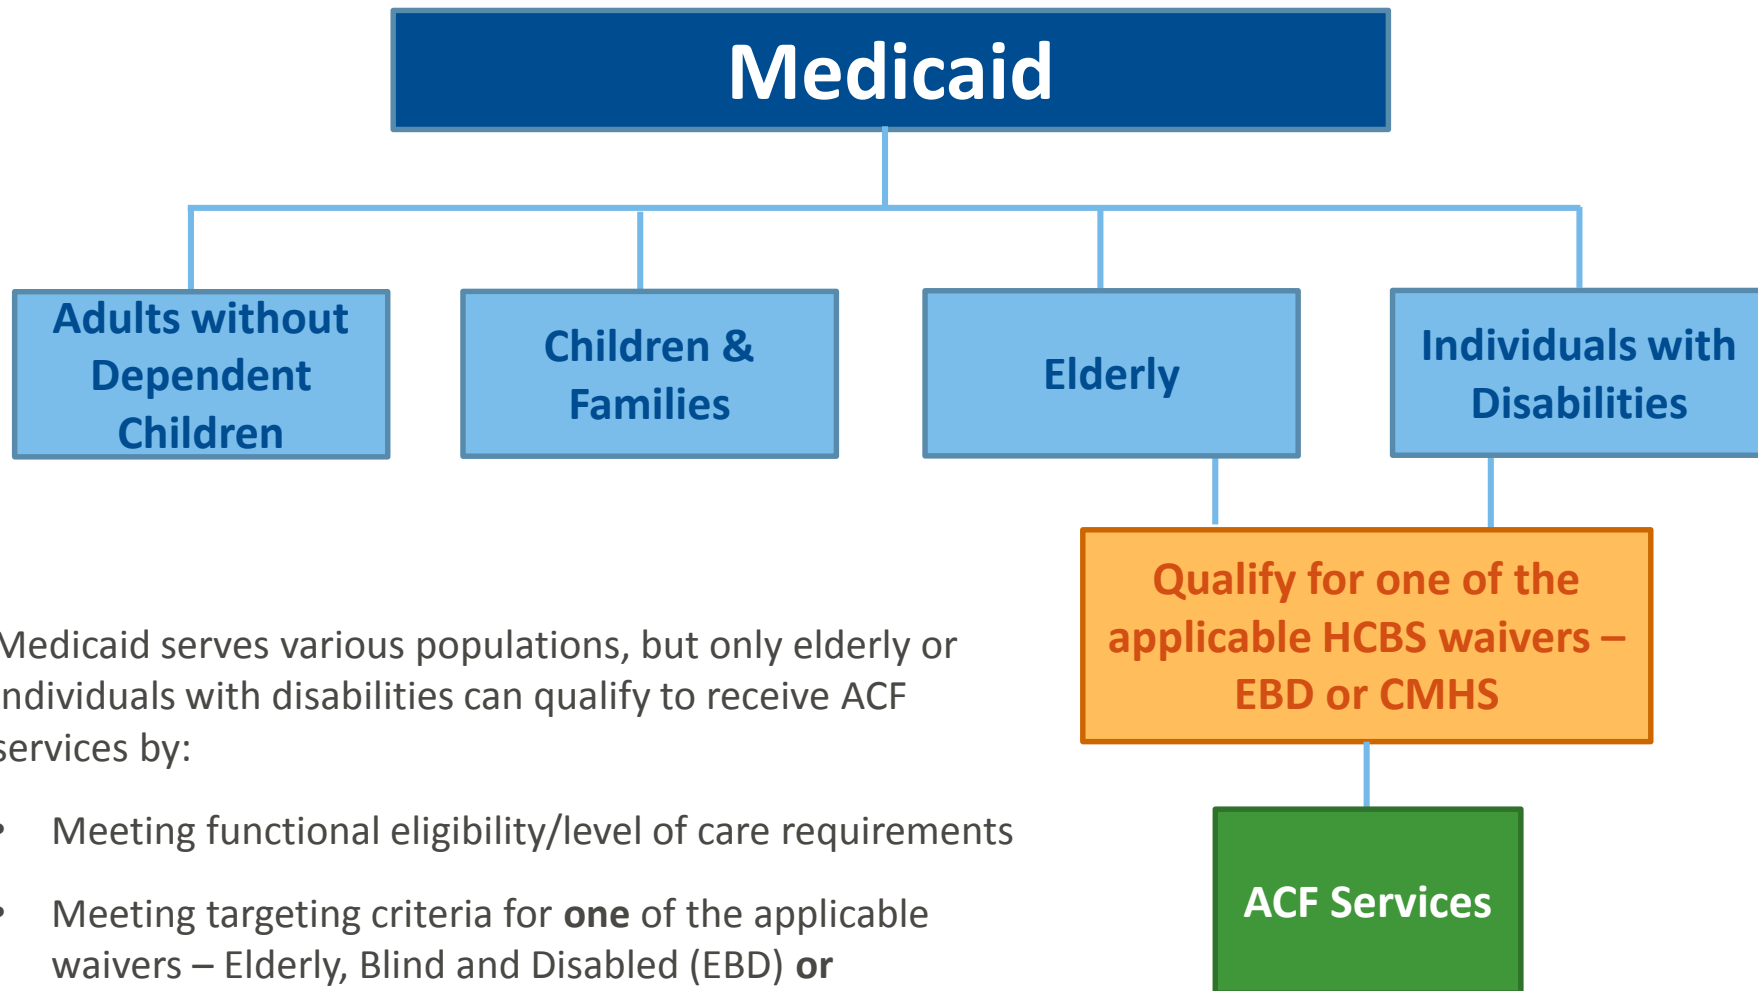 Medicaid
Adults without
Dependent
Children
Children &
Families
Elderly
Individuals with
Disabilities
Qualify for one of the
applicable HCBS waivers –
EBD or CMHS
ACF Services
Medicaid serves various populations, but only elderly or
individuals with disabilities can qualify to receive ACF
services by:
• Meeting functional eligibility/level of care requirements
• Meeting targeting criteria for one of the applicable
waivers – Elderly, Blind and Disabled (EBD) or